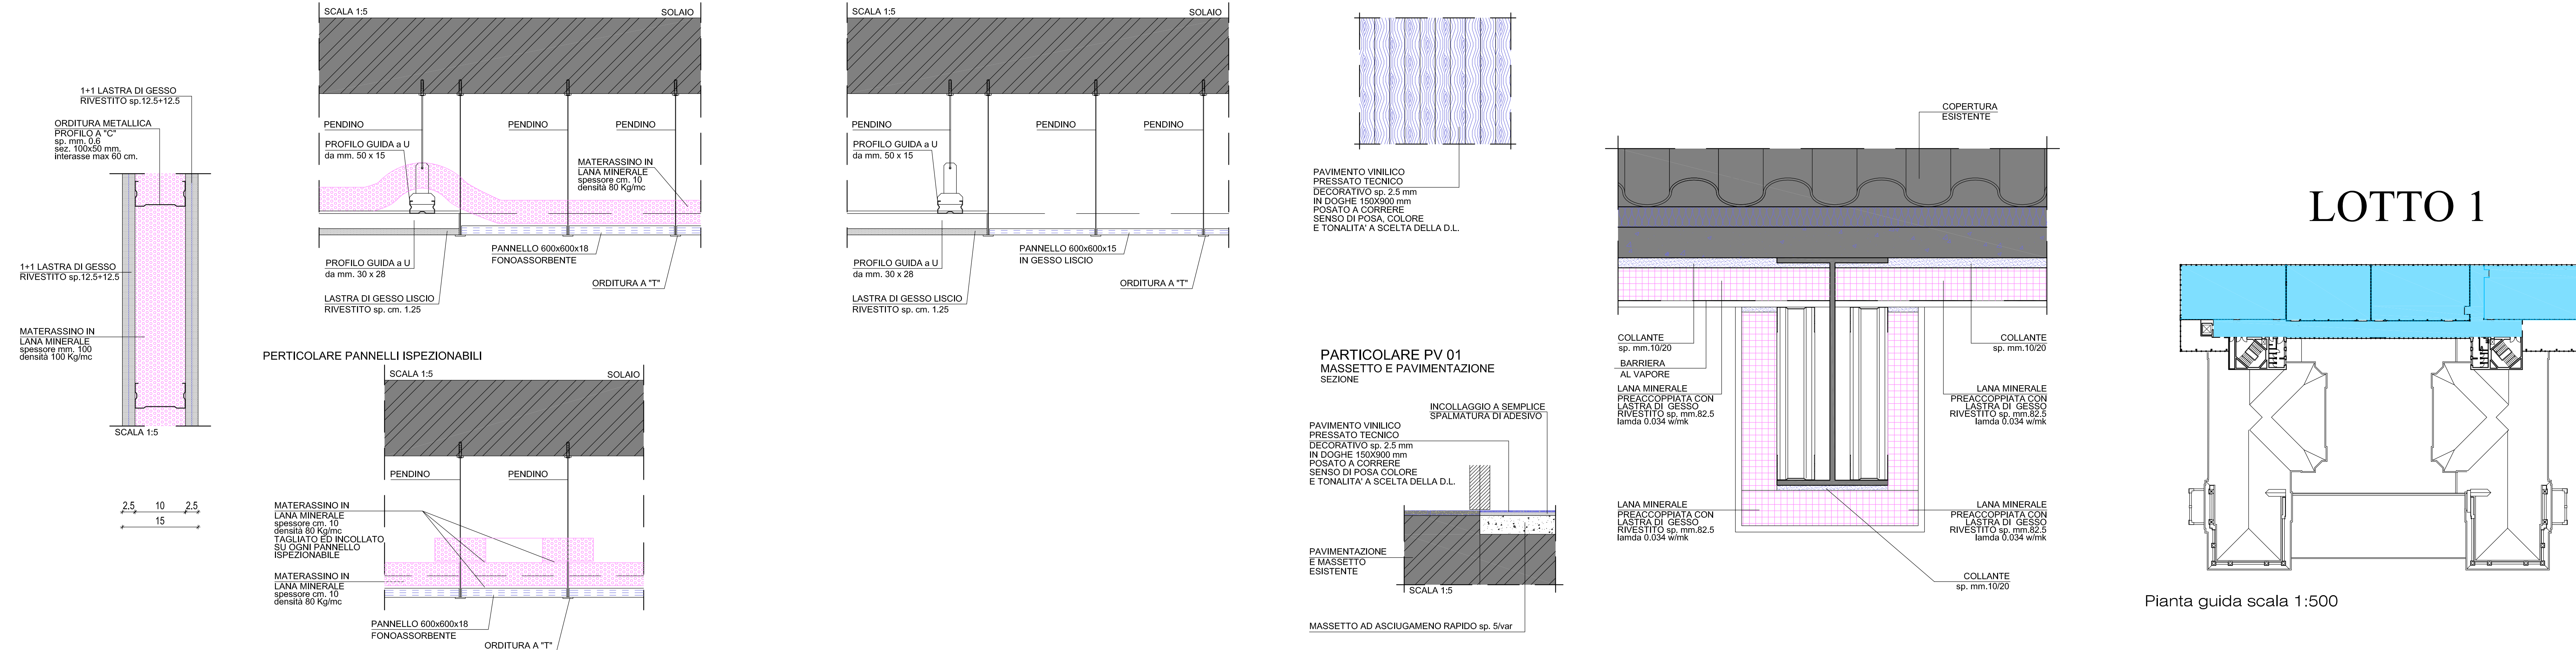 1+1 LASTRA DI GESSO
RIVESTITO sp.12.5+12.5
ORDITURA METALLICA
PROFILO A "C"
sp. mm. 0.6
sez. 100x50 mm.
interasse max 60 cm.
1+1 LASTRA DI GESSO
RIVESTITO sp.12.5+12.5
MATERASSINO IN
LANA MINERALE
spessore mm. 100
densità 100 Kg/mc
SCALA 1:5
2.5 10 2.5
15
SCALA 1:5
SOLAIO
PENDINO
PENDINO
PENDINO
PROFILO GUIDA a U
da mm. 50 x 15
MATERASSINO IN
LANA MINERALE
spessore cm. 10
densità 80 Kg/mc
PANNELLO 600x600x18
FONOASSORBENTE
PROFILO GUIDA a U
da mm. 30 x 28
ORDITURA A "T"
LASTRA DI GESSO LISCIO
RIVESTITO sp. cm. 1.25
PERTICOLARE PANNELLI ISPEZIONABILI
SCALA 1:5
SOLAIO
PENDINO
PENDINO
MATERASSINO IN
LANA MINERALE
spessore cm. 10
densità 80 Kg/mc
TAGLIATO ED INCOLLATO
SU OGNI PANNELLO
ISPEZIONABILE
MATERASSINO IN
LANA MINERALE
spessore cm. 10
densità 80 Kg/mc
PANNELLO 600x600x18
FONOASSORBENTE
ORDITURA A "T"
SCALA 1:5
SOLAIO
PENDINO
PENDINO
PENDINO
PROFILO GUIDA a U
da mm. 50 x 15
PANNELLO 600x600x15
IN GESSO LISCIO
PROFILO GUIDA a U
da mm. 30 x 28
ORDITURA A "T"
LASTRA DI GESSO LISCIO
RIVESTITO sp. cm. 1.25
PAVIMENTO VINILICO
PRESSATO TECNICO
DECORATIVO sp. 2.5 mm
IN DOGHE 150X900 mm
POSATO A CORRERE
SENSO DI POSA, COLORE
E TONALITA' A SCELTA DELLA D.L.
PARTICOLARE PV 01
MASSETTO E PAVIMENTAZIONE
SEZIONE
INCOLLAGGIO A SEMPLICE
SPALMATURA DI ADESIVO
PAVIMENTO VINILICO
PRESSATO TECNICO
DECORATIVO sp. 2.5 mm
IN DOGHE 150X900 mm
POSATO A CORRERE
SENSO DI POSA COLORE
E TONALITA' A SCELTA DELLA D.L.
PAVIMENTAZIONE
E MASSETTO
ESISTENTE
SCALA 1:5
MASSETTO AD ASCIUGAMENO RAPIDO sp. 5/var
COPERTURA
ESISTENTE
COLLANTE
sp. mm.10/20
BARRIERA
AL VAPORE
LANA MINERALE
PREACCOPPIATA CON
LASTRA DI GESSO
RIVESTITO sp. mm.82.5
lamda 0.034 w/mk
LANA MINERALE
PREACCOPPIATA CON
LASTRA DI GESSO
RIVESTITO sp. mm.82.5
lamda 0.034 w/mk
COLLANTE
sp. mm.10/20
LANA MINERALE
PREACCOPPIATA CON
LASTRA DI GESSO
RIVESTITO sp. mm.82.5
lamda 0.034 w/mk
LANA MINERALE
PREACCOPPIATA CON
LASTRA DI GESSO
RIVESTITO sp. mm.82.5
lamda 0.034 w/mk
COLLANTE
sp. mm.10/20
LOTTO 1
Pianta guida scala 1:500